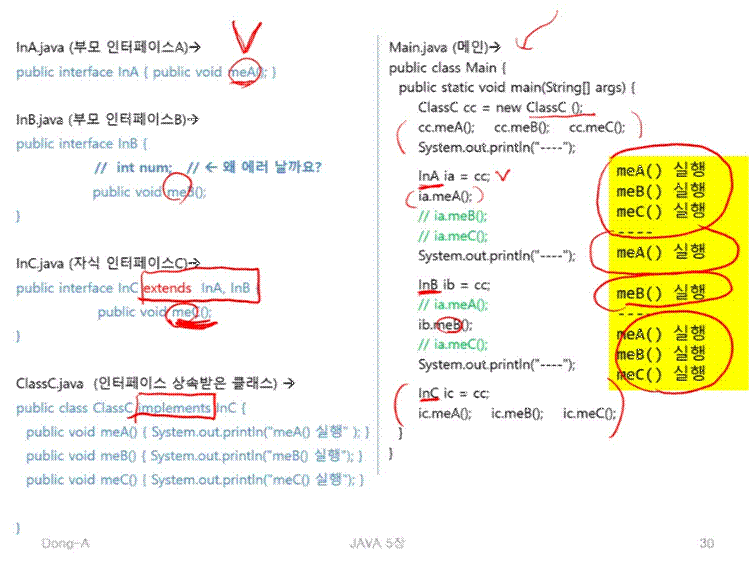 InA.java (부모 인터페이스A)→
public interface InA { public void meA(); }
InB.java (부모 인터페이스B)→
public interface InB {
// int num; // ← 왜 에러 날까요?
public void meB();
}
InC.java (자식 인터페이스C)→
public interface InC extends InA, InB {
public void meC();
}
ClassC.java (인터페이스 상속받은 클래스) →
public class ClassC implements InC {
public void meA() { System.out.println("meA() 실행" ); }
public void meB() { System.out.println("meB() 실행"); }
public void meC() { System.out.println("meC() 실행"); }
}
Main.java (메인)→
public class Main {
public static void main(String[] args) {
ClassC cc = new ClassC ();
cc.meA(); cc.meB(); cc.meC();
System.out.println("----");
InA ia = cc;
ia.meA();
// ia.meB();
// ia.meC();
System.out.println("----");
InB ib = cc;
// ia.meA();
ib.meB();
// ia.meC();
System.out.println("----");
InC ic = cc;
ic.meA(); ic.meB(); ic.meC();
}
}
meA() 실행
meB() 실행
meC() 실행
-----
meA() 실행
meB() 실행
----
meA() 실행
meB() 실행
meC() 실행
Dong-A
JAVA 5장
30